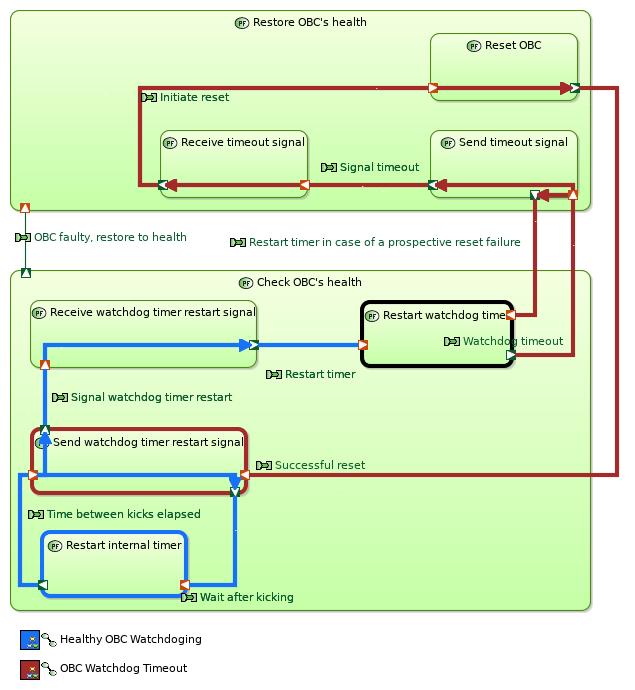 Restore OBC's health
Reset OBC
Initiate reset
Receive timeout signal
Signal timeout
Send timeout signal
OBC faulty, restore to health
Restart timer in case of a prospective reset failure
Check OBC's health
Receive watchdog timer restart signal
Restart watchdog timer
Watchdog timeout
Restart timer
Signal watchdog timer restart
Send watchdog timer restart signal
Successful reset
Time between kicks elapsed
Restart internal timer
Wait after kicking
Healthy OBC Watchdoging
OBC Watchdog Timeout